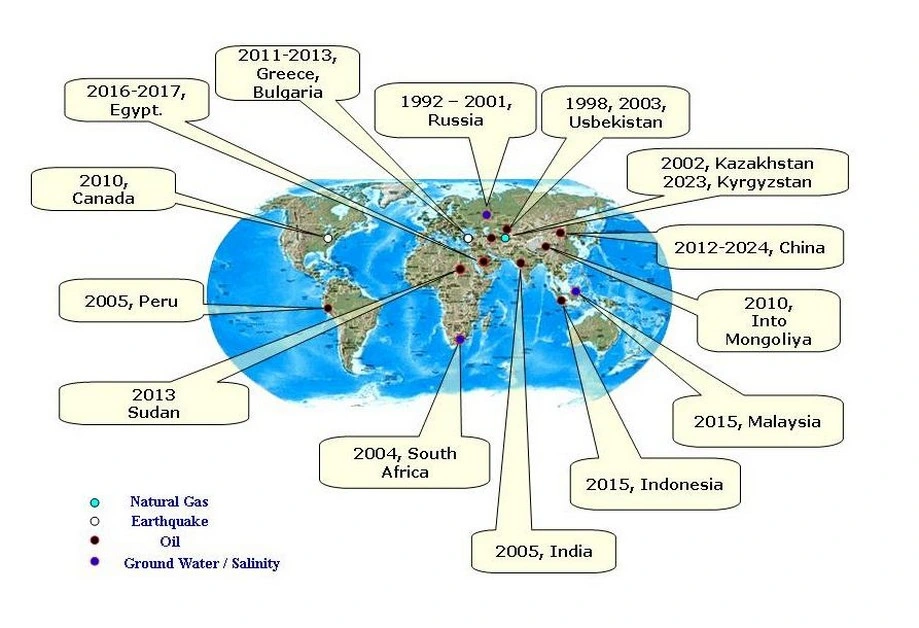 2011-2013,
Greece,
Bulgaria
2016-2017,
Egypt.
1992 – 2001,
Russia
1998, 2003,
Usbekistan
2002, Kazakhstan
2023, Kyrgyzstan
2010,
Canada
2012-2024, China
2005, Peru
2010,
Into
Mongoliya
2013
Sudan
2015, Malaysia
2004, South
Africa
2015, Indonesia
2005, India
Natural Gas
Earthquake
Oil
Ground Water / Salinity